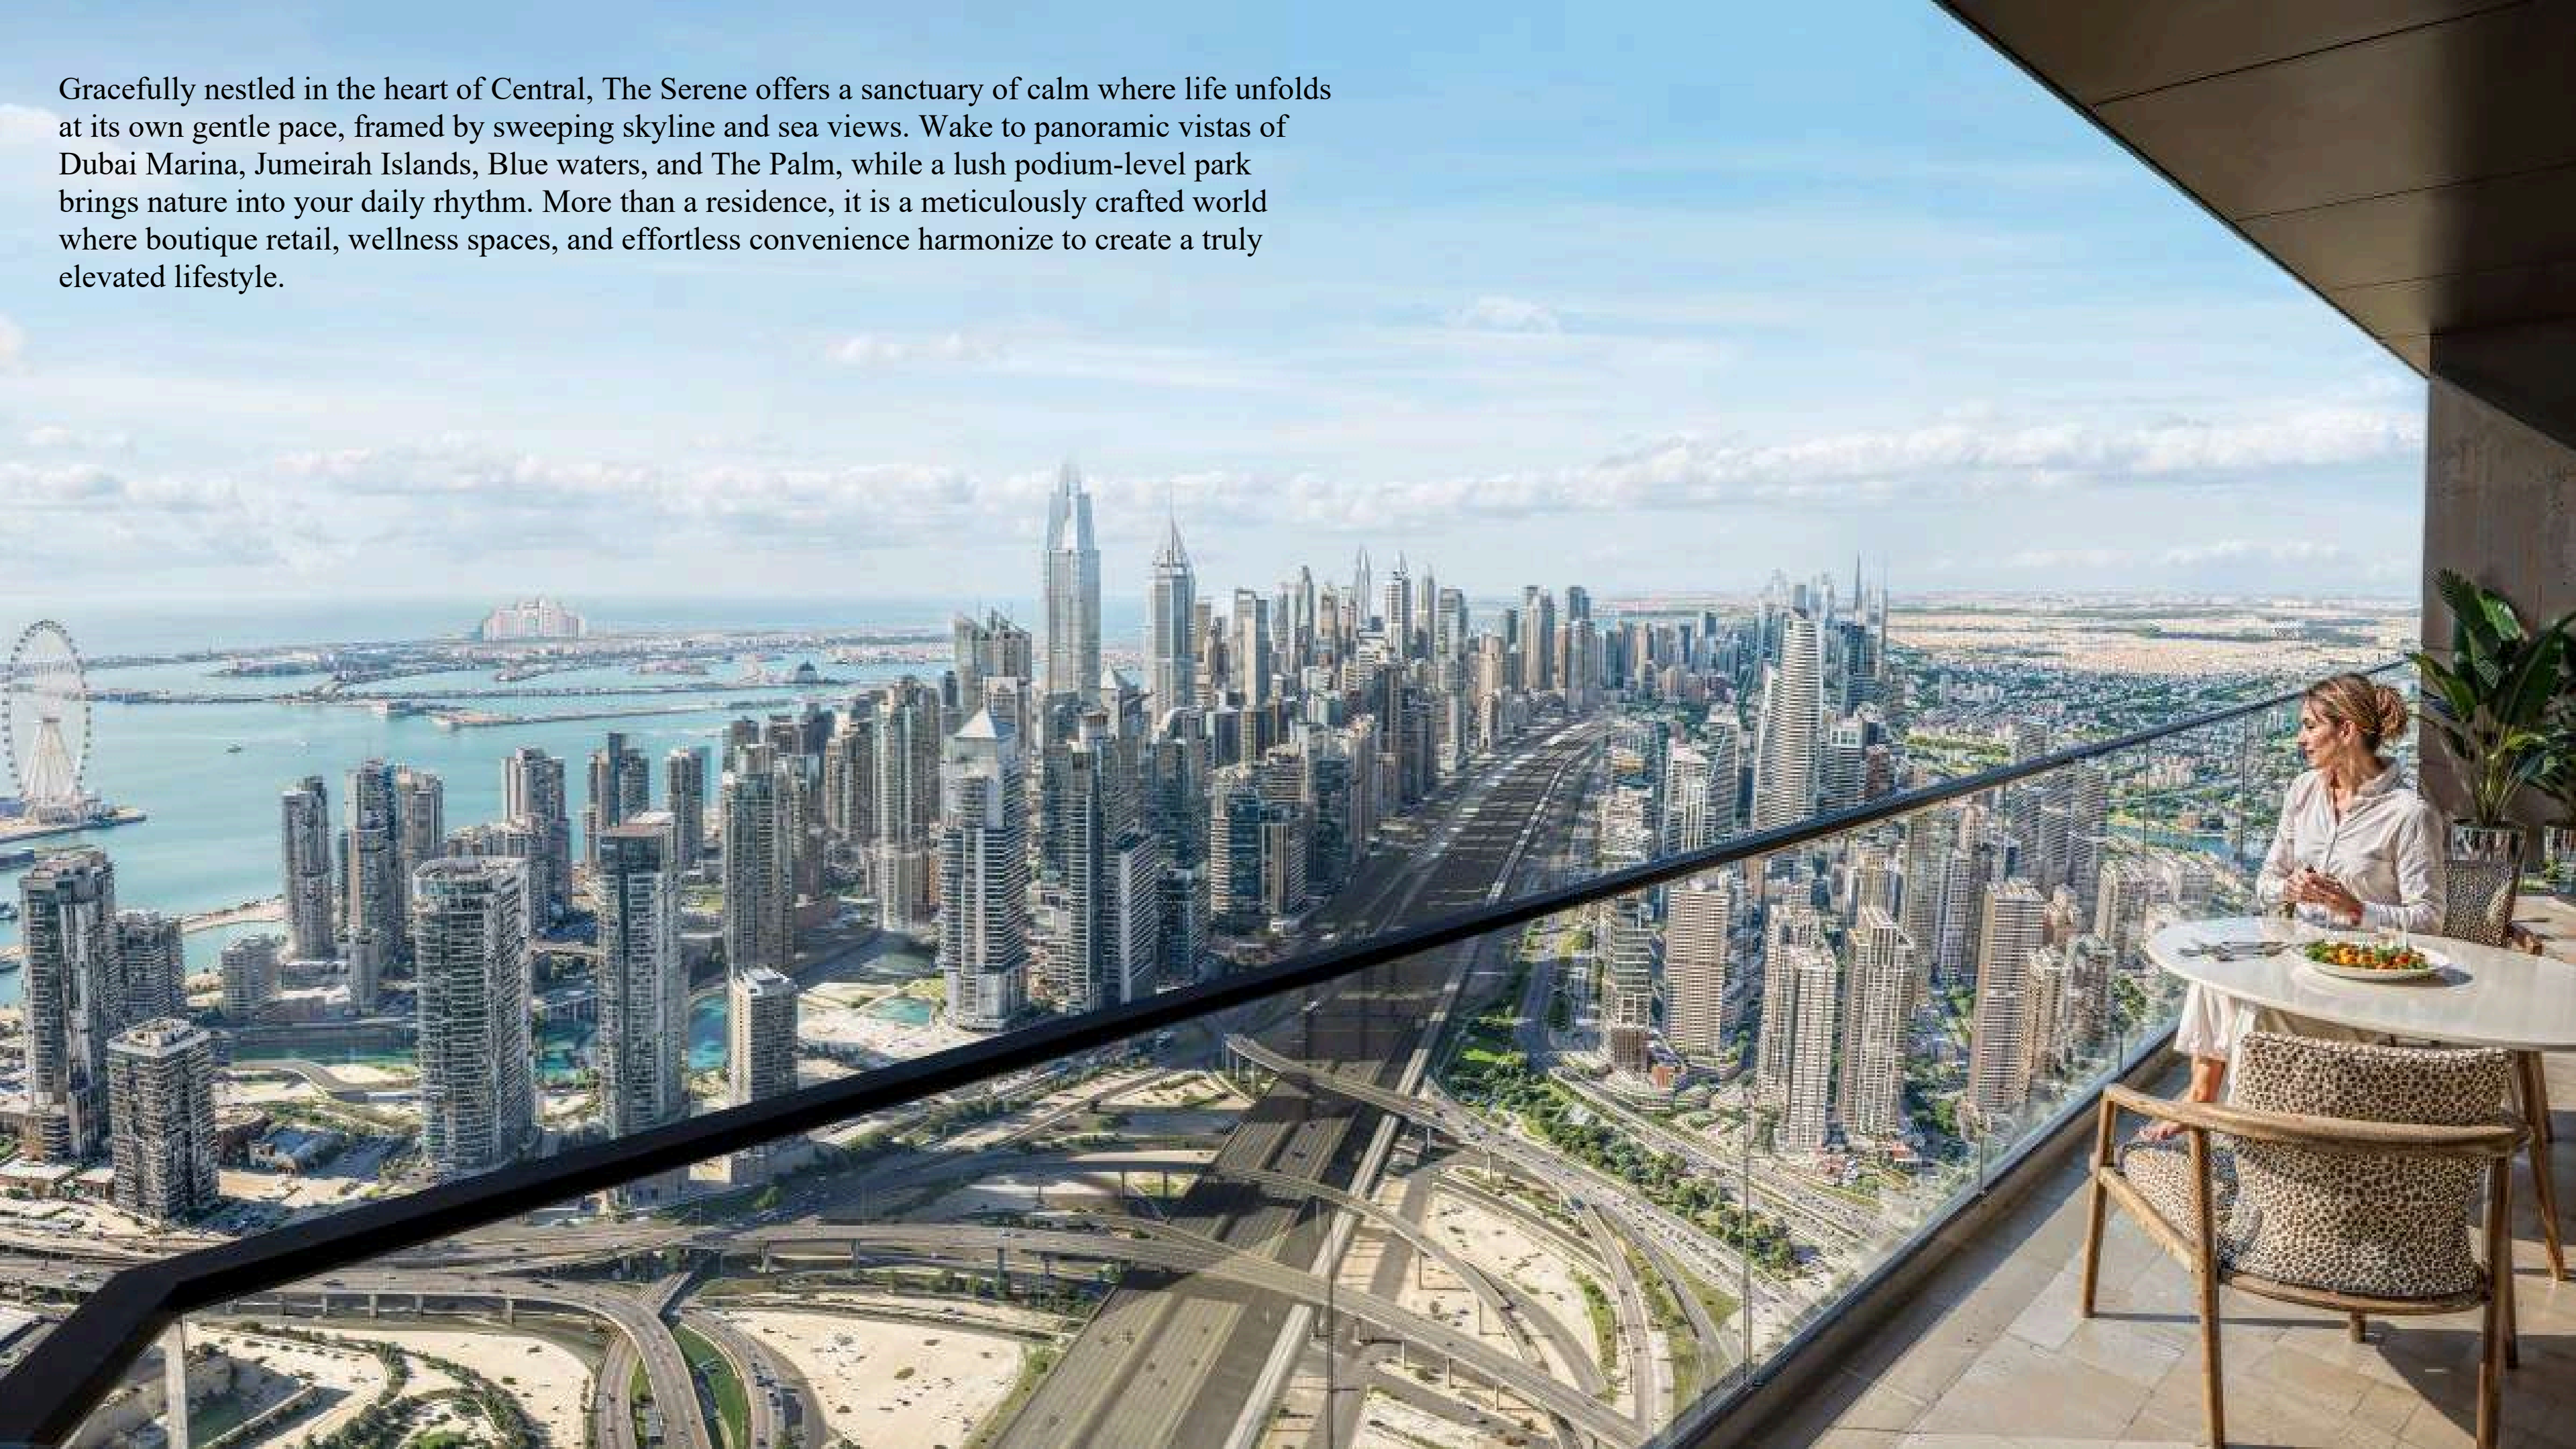 Gracefully nestled in the heart of Central, The Serene offers a sanctuary of calm where life unfolds
at its own gentle pace, framed by sweeping skyline and sea views. Wake to panoramic vistas of
Dubai Marina, Jumeirah Islands, Blue waters, and The Palm, while a lush podium-level park
brings nature into your daily rhythm. More than a residence, it is a meticulously crafted world
where boutique retail, wellness spaces, and effortless convenience harmonize to create a truly
elevated lifestyle.